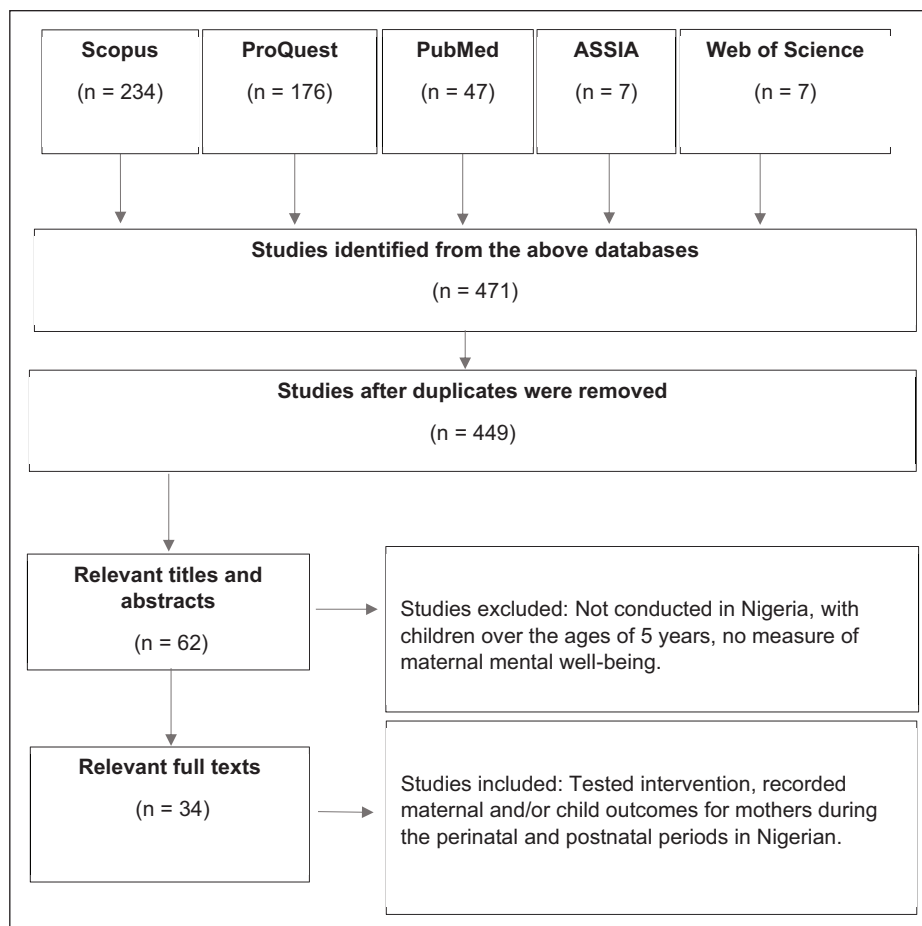 Scopus
(n = 234)
ProQuest
(n = 176)
PubMed
(n = 47)
ASSIA
(n = 7)
Web of Science
(n = 7)
Studies identified from the above databases
(n = 471)
Studies after duplicates were removed
(n = 449)
Relevant titles and
abstracts
(n = 62)
Studies excluded: Not conducted in Nigeria, with
children over the ages of 5 years, no measure of
maternal mental well-being.
Relevant full texts
(n = 34)
Studies included: Tested intervention, recorded
maternal and/or child outcomes for mothers during
the perinatal and postnatal periods in Nigerian.